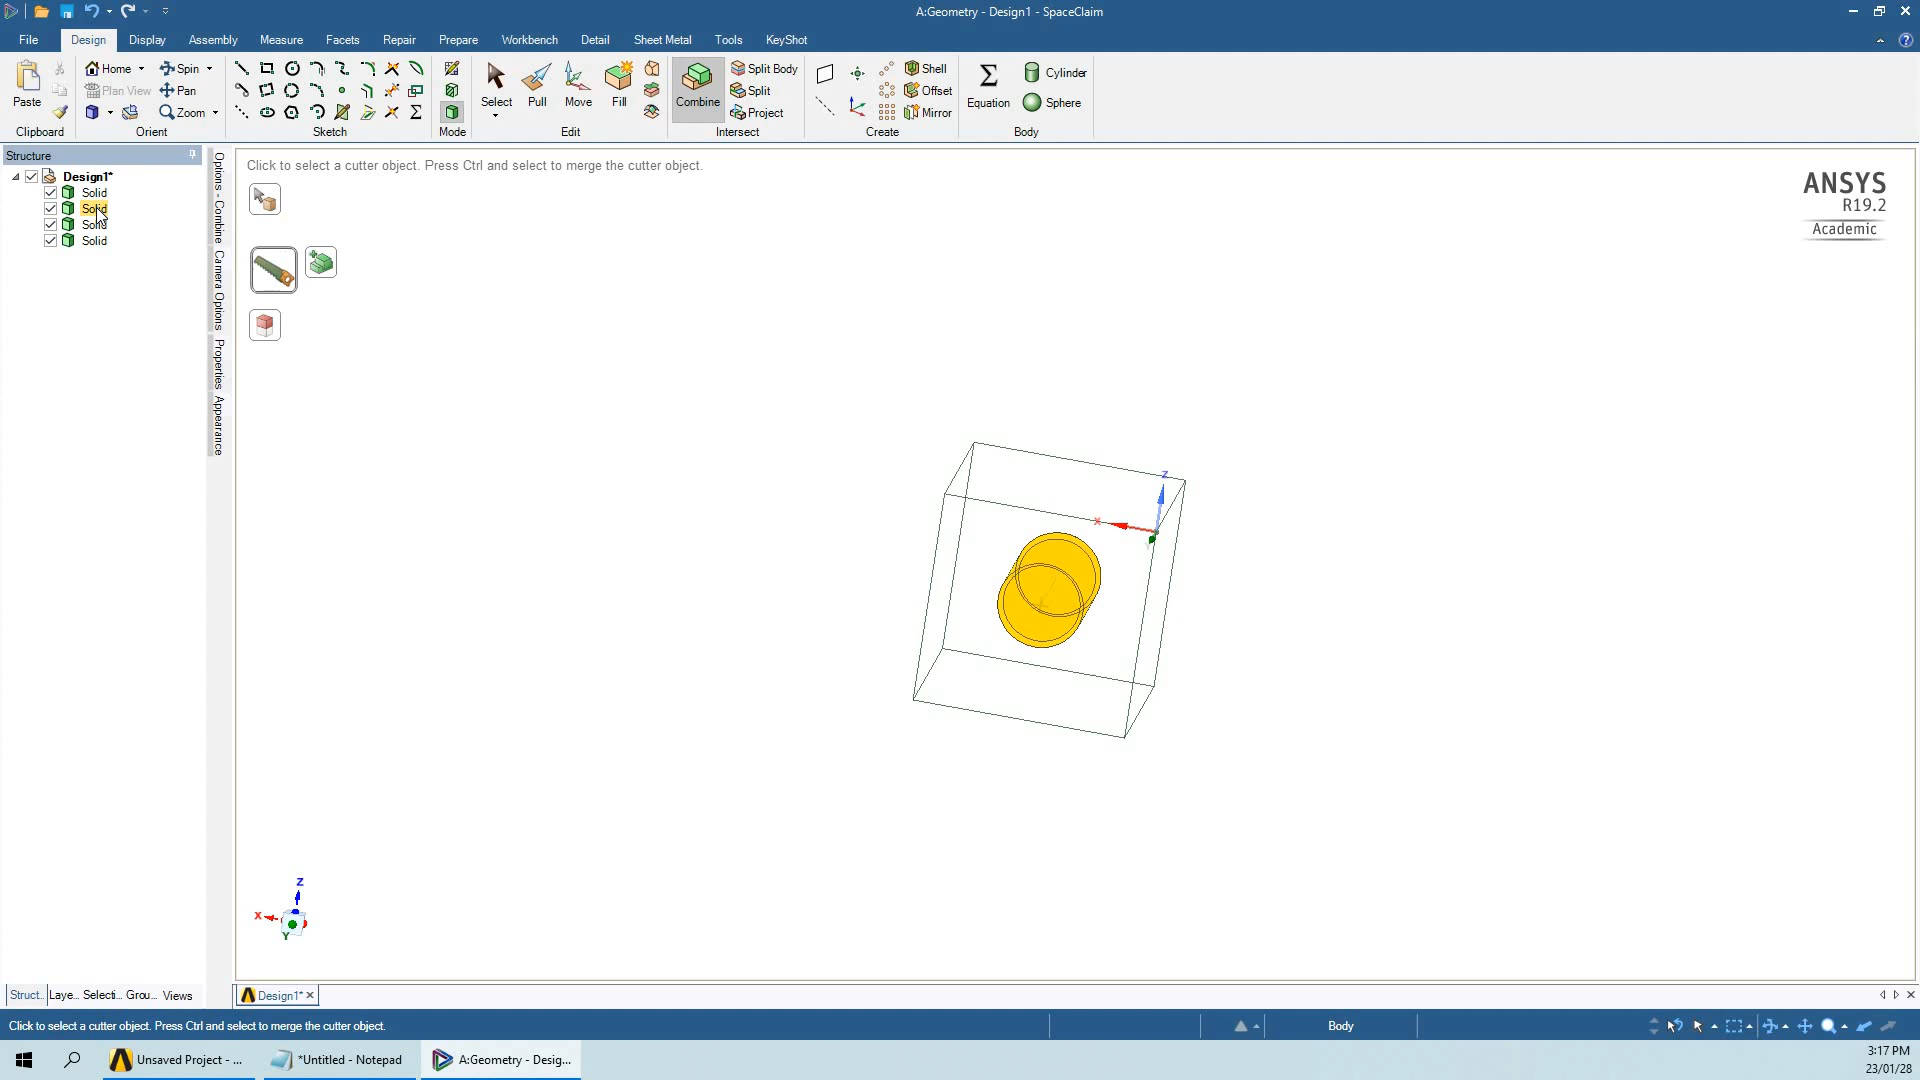 A:Geometry - Design1 - SpaceClaim
File Design Display Assembly Measure Facets Repair Prepare Workbench Detail Sheet Metal Tools KeyShot
Paste
Clipboard
Home
Plan View
Spin
Pan
Zoom
Orient
Sketch
Mode
Select
Pull
Move
Fill
Edit
Combine
Split Body
Split
Project
Intersect
Shell
Offset
Mirror
Create
Equation
Cylinder
Sphere
Body
Structure
Design1*
Solid
Solid
Solid
Solid
Options - Combine
Camera Options
Properties
Appearance
Click to select a cutter object. Press Ctrl and select to merge the cutter object.
ANSYS
R19.2
Academic
Z
X
Z
X
Y
Struct... Laye... Selecti... Grou... Views
Design1*
Click to select a cutter object. Press Ctrl and select to merge the cutter object.
Body
Unsaved Project - ...
*Untitled - Notepad
A:Geometry - Desig...
3:17 PM
23/01/28